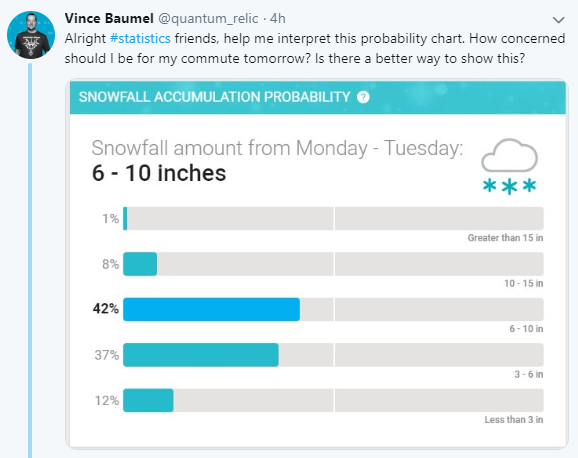 Vince Baumel @quantum_relic · 4h
Alright #statistics friends, help me interpret this probability chart. How concerned
should I be for my commute tomorrow? Is there a better way to show this?
SNOWFALL ACCUMULATION PROBABILITY ?
Snowfall amount from Monday - Tuesday:
6 - 10 inches
1%
Greater than 15 in
8%
10 - 15 in
42%
6 - 10 in
37%
3 - 6 in
12%
Less than 3 in